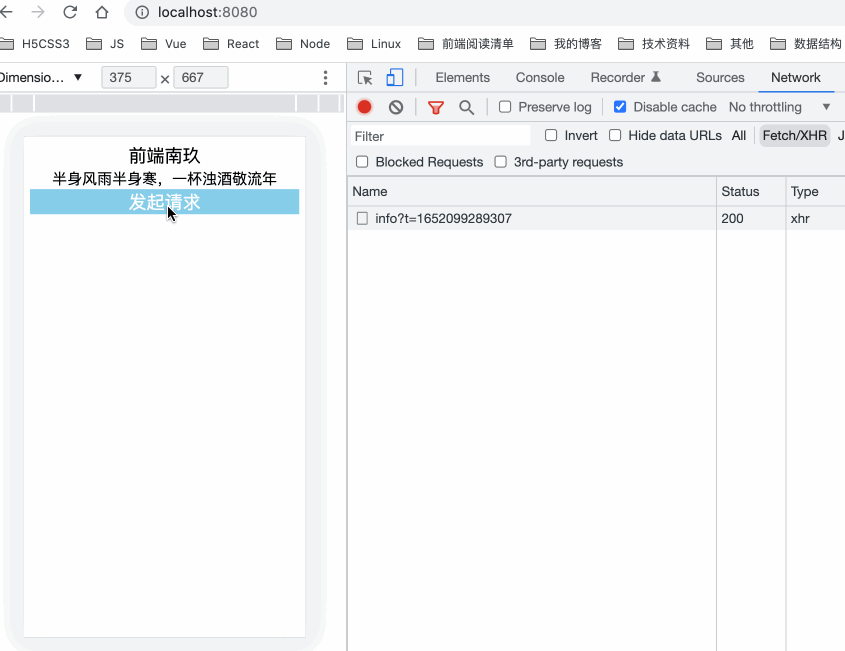 localhost:8080
H5CSS3 JS Vue React Node Linux 前端阅读清单 我的博客 技术资料 其他 数据结构
Dimensio... ▼ 375 × 667
Elements Console Recorder Sources Network
Preserve log Disable cache No throttling ▼
Filter Invert Hide data URLs All Fetch/XHR J
Blocked Requests 3rd-party requests
Name Status Type
info?t=1652099289307 200 xhr
前端南玖
半身风雨半身寒，一杯浊酒敬流年
发起请求